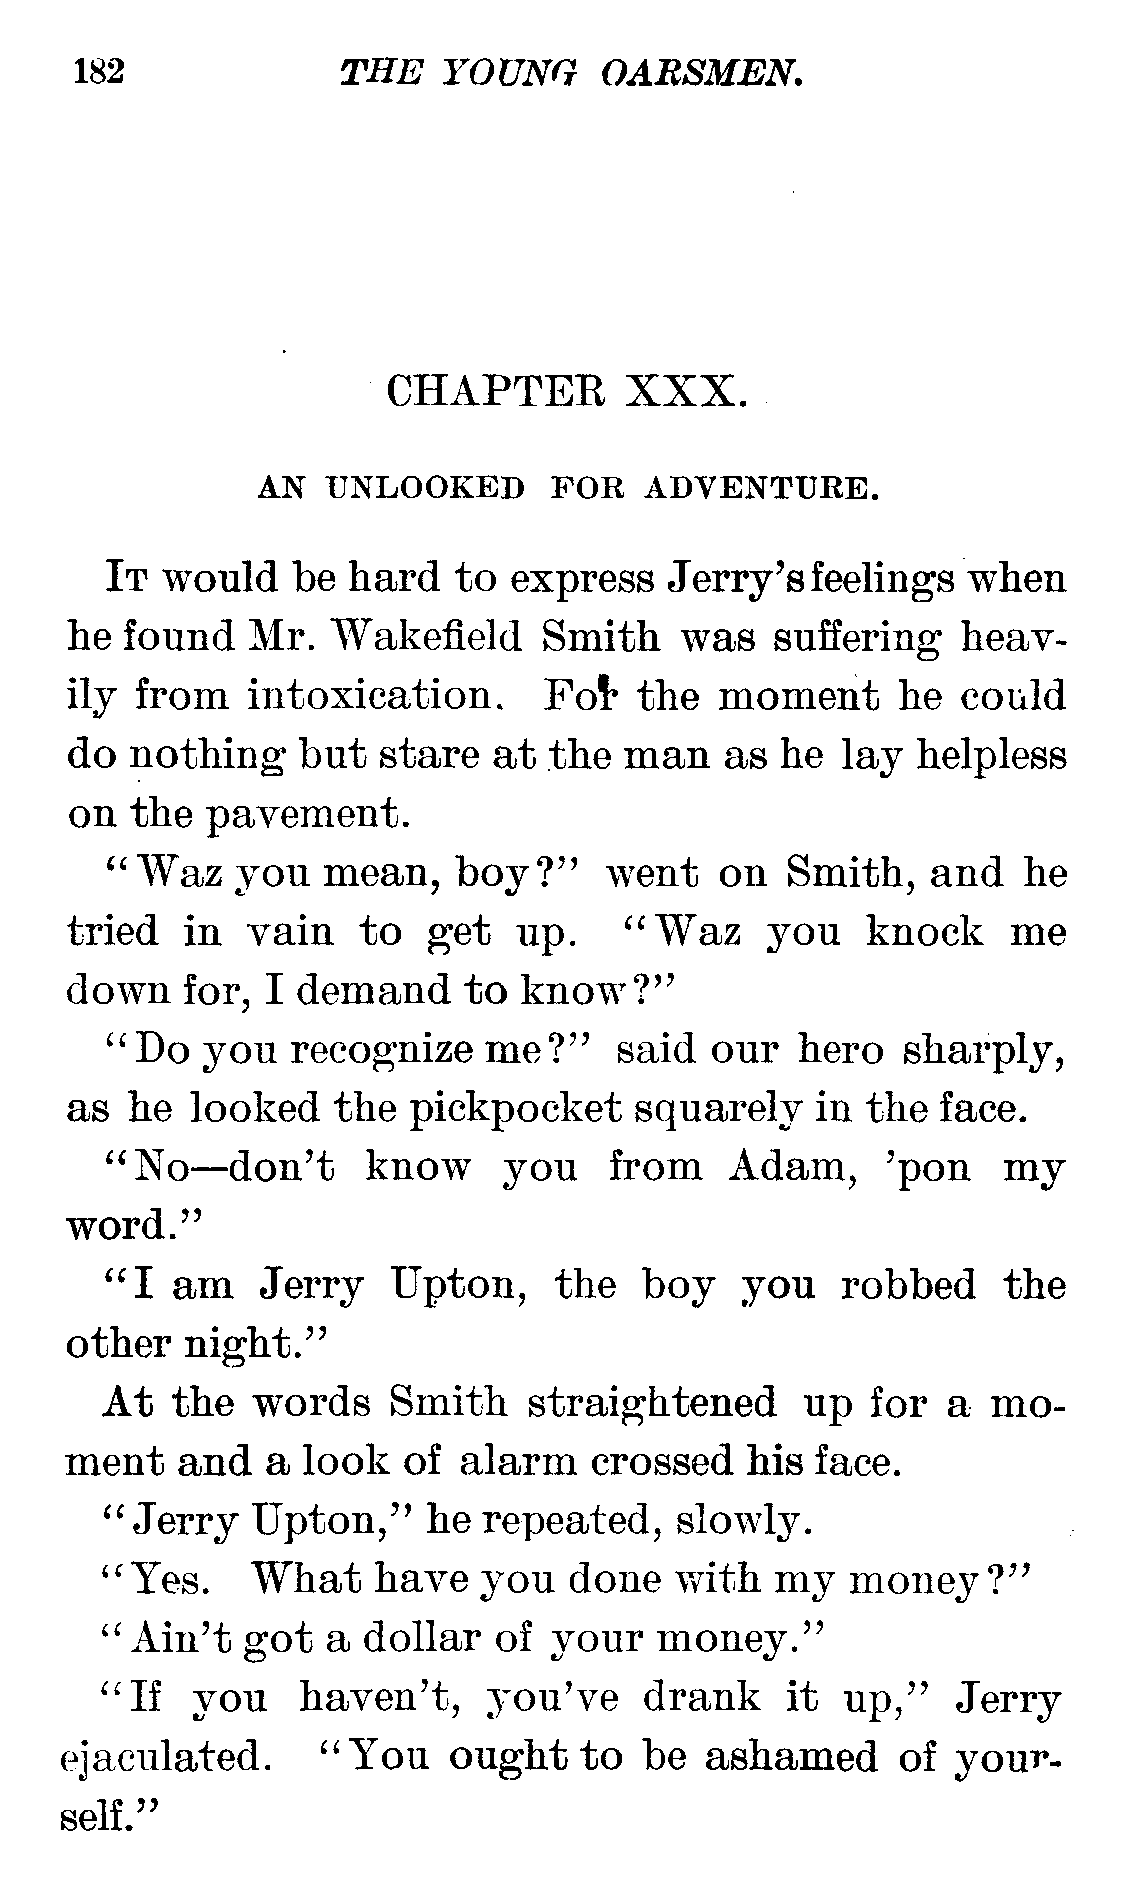 182 THE YOUNG OARSMEN.
CHAPTER XXX.
AN UNLOOKED FOR ADVENTURE.
IT would be hard to express Jerry's feelings when
he found Mr. Wakefield Smith was suffering heav-
ily from intoxication. For the moment he could
do nothing but stare at the man as he lay helpless
on the pavement.
"Waz you mean, boy?" went on Smith, and he
tried in vain to get up. "Waz you knock me
down for, I demand to know?"
"Do you recognize me?" said our hero sharply,
as he looked the pickpocket squarely in the face.
"No—don't know you from Adam, 'pon my
word."
"I am Jerry Upton, the boy you robbed the
other night."
At the words Smith straightened up for a mo-
ment and a look of alarm crossed his face.
"Jerry Upton," he repeated, slowly.
"Yes. What have you done with my money?"
"Ain't got a dollar of your money."
"If you haven't, you've drank it up," Jerry
ejaculated. "You ought to be ashamed of your-
self."